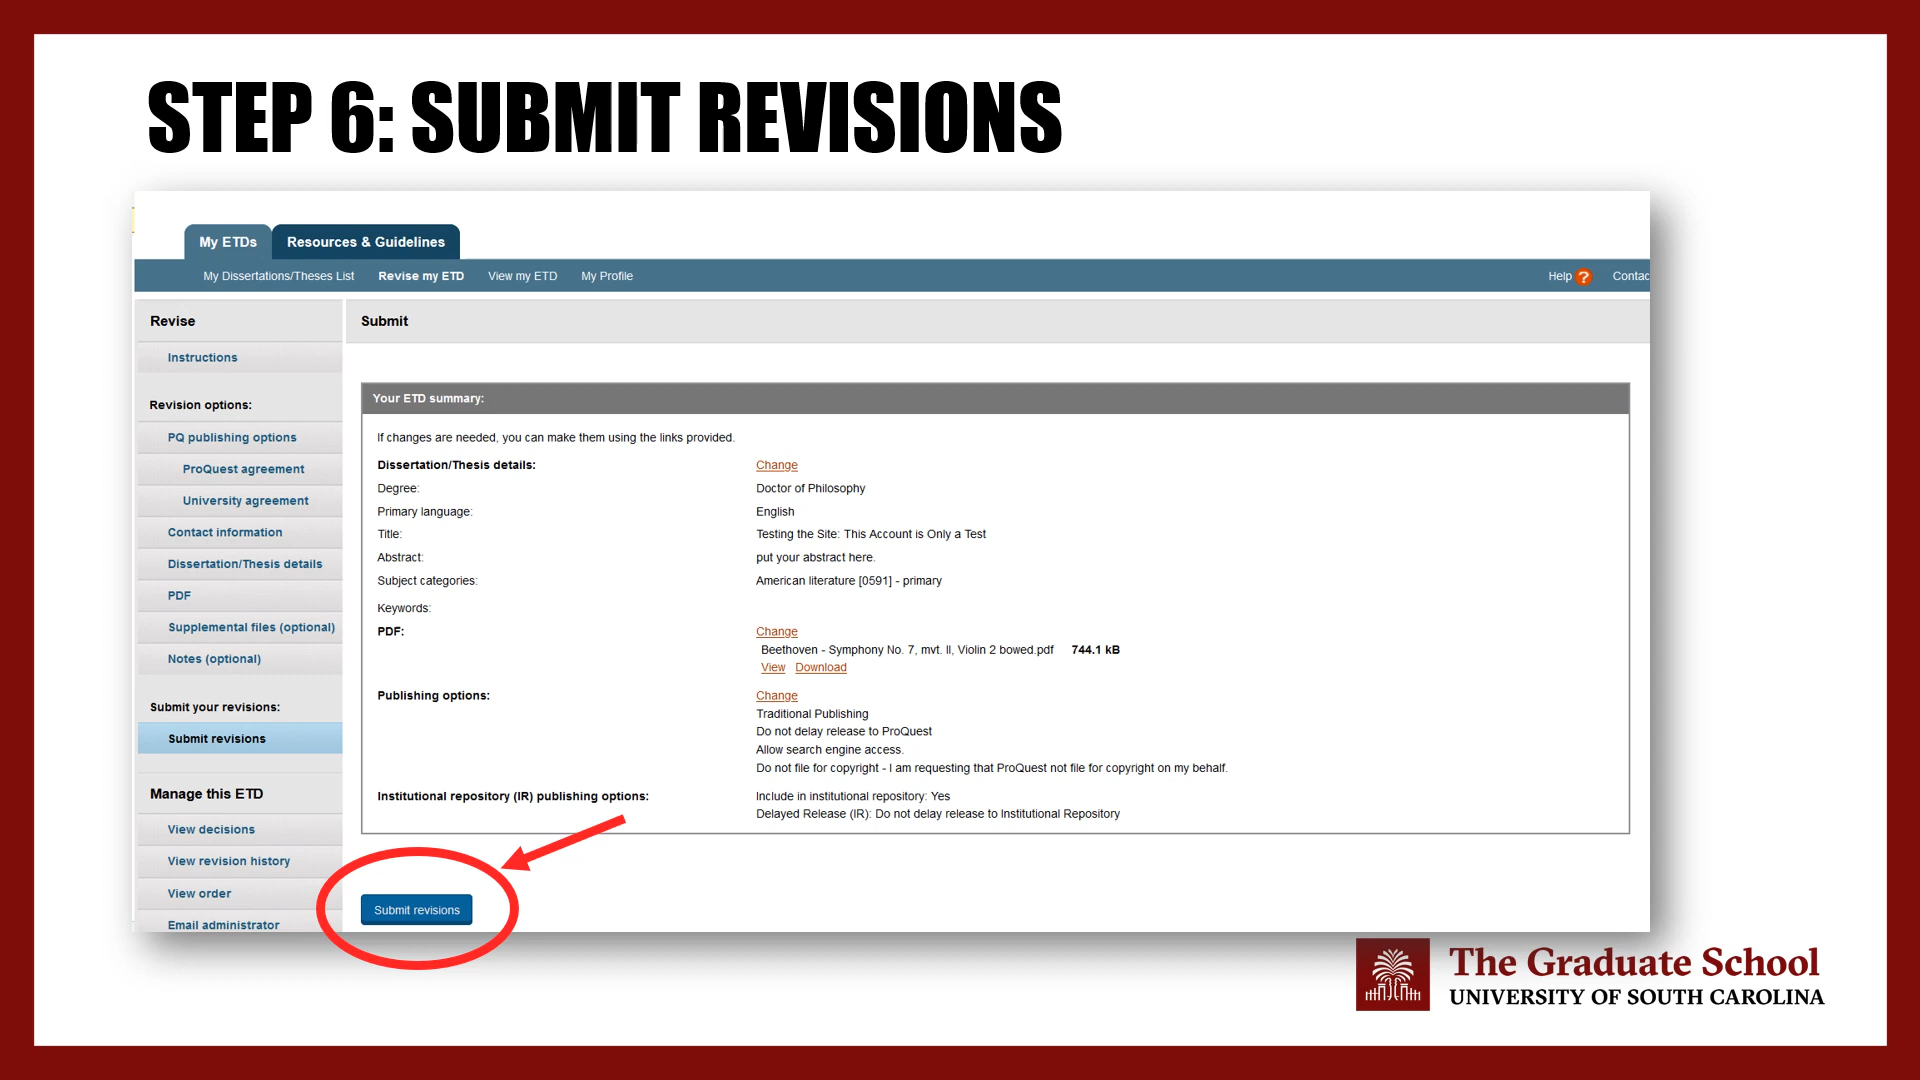 STEP 6: SUBMIT REVISIONS
My ETDs Resources & Guidelines
My Dissertations/Theses List Revise my ETD View my ETD My Profile Help ? Contac
Revise
Instructions
Revision options:
PQ publishing options
ProQuest agreement
University agreement
Contact information
Dissertation/Thesis details
PDF
Supplemental files (optional)
Notes (optional)
Submit your revisions:
Submit revisions
Manage this ETD
View decisions
View revision history
View order
Email administrator
Submit
Your ETD summary:
If changes are needed, you can make them using the links provided.
Dissertation/Thesis details: Change
Degree: Doctor of Philosophy
Primary language: English
Title: Testing the Site: This Account is Only a Test
Abstract: put your abstract here.
Subject categories: American literature [0591] - primary
Keywords:
PDF: Change
Beethoven - Symphony No. 7, mvt. II, Violin 2 bowed.pdf 744.1 kB
View Download
Publishing options: Change
Traditional Publishing
Do not delay release to ProQuest
Allow search engine access.
Do not file for copyright - I am requesting that ProQuest not file for copyright on my behalf.
Institutional repository (IR) publishing options: Include in institutional repository: Yes
Delayed Release (IR): Do not delay release to Institutional Repository
Submit revisions
The Graduate School
UNIVERSITY OF SOUTH CAROLINA